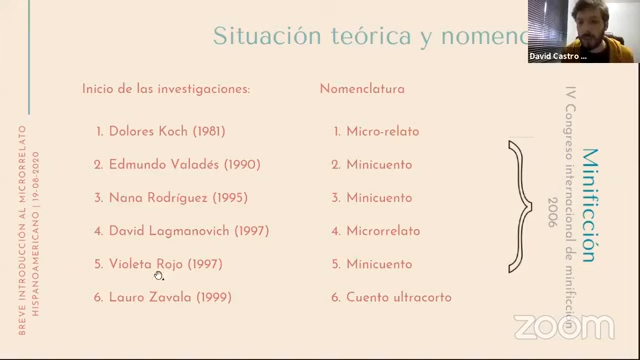 Situación teórica y nomenc
David Castro ...
Inicio de las investigaciones:
1. Dolores Koch (1981)
2. Edmundo Valadés (1990)
3. Nana Rodríguez (1995)
4. David Lagmanovich (1997)
5. Violeta Rojo (1997)
6. Lauro Zavala (1999)
Nomenclatura
1. Micro-relato
2. Minicuento
3. Minicuento
4. Microrrelato
5. Minicuento
6. Cuento ultracorto
Minificción
IV Congreso internacional de minificción
2006
BREVE INTRODUCCIÓN AL MICRORRELATO
HISPANOAMERICANO | 19-08-2020
zoom